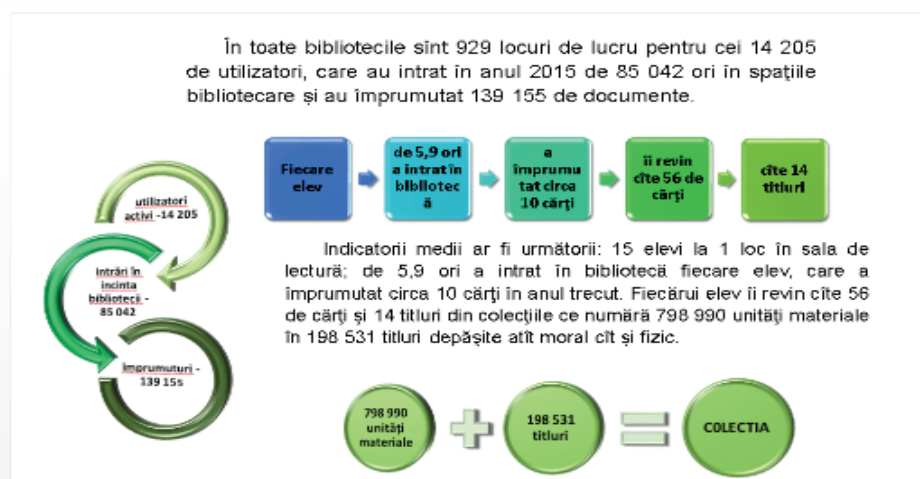 În toate bibliotecile sînt 929 locuri de lucru pentru cei 14 205
de utilizatori, care au intrat în anul 2015 de 85 042 ori în spațiile
bibliotecare și au împrumutat 139 155 de documente.
Fiecare
elev
de 5,9 ori
a intrat în
bibliotec
ă
a
împrumu
tat circa
10 cărți
îi revin
cîte 56 de
cărți
cîte 14
titluri
utilizatori
activi -14 205
Intrări în
incinta
bibliotecii -
85 042
împrumuturi -
139 155
Indicatorii medii ar fi următorii: 15 elevi la 1 loc în sala de
lectură; de 5,9 ori a intrat în bibliotecă fiecare elev, care a
împrumutat circa 10 cărți în anul trecut. Fiecărui elev îi revin cîte 56
de cărți și 14 titluri din colecțiile ce numără 798 990 unități materiale
în 198 531 titluri depășite atît moral cît și fizic.
798 990
unități
materiale
198 531
titluri
COLECTIA